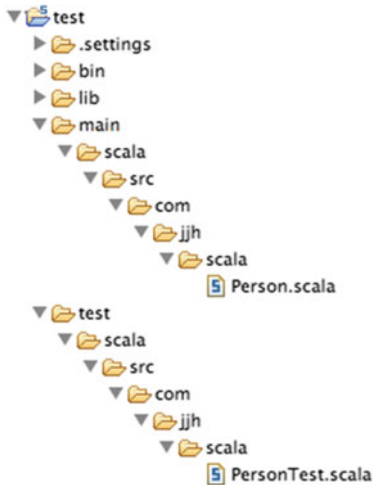 test
.settings
bin
lib
main
scala
src
com
jjh
scala
Person.scala
test
scala
src
com
jjh
scala
PersonTest.scala